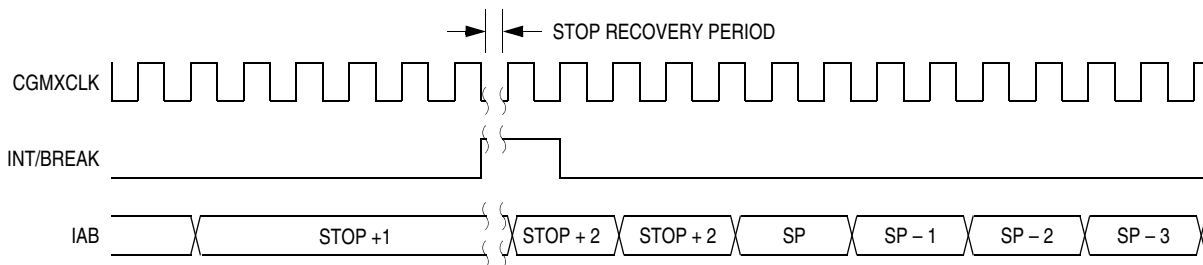 STOP RECOVERY PERIOD
CGMXCLK
INT/BREAK
IAB
STOP +1
STOP + 2
STOP + 2
SP
SP – 1
SP – 2
SP – 3